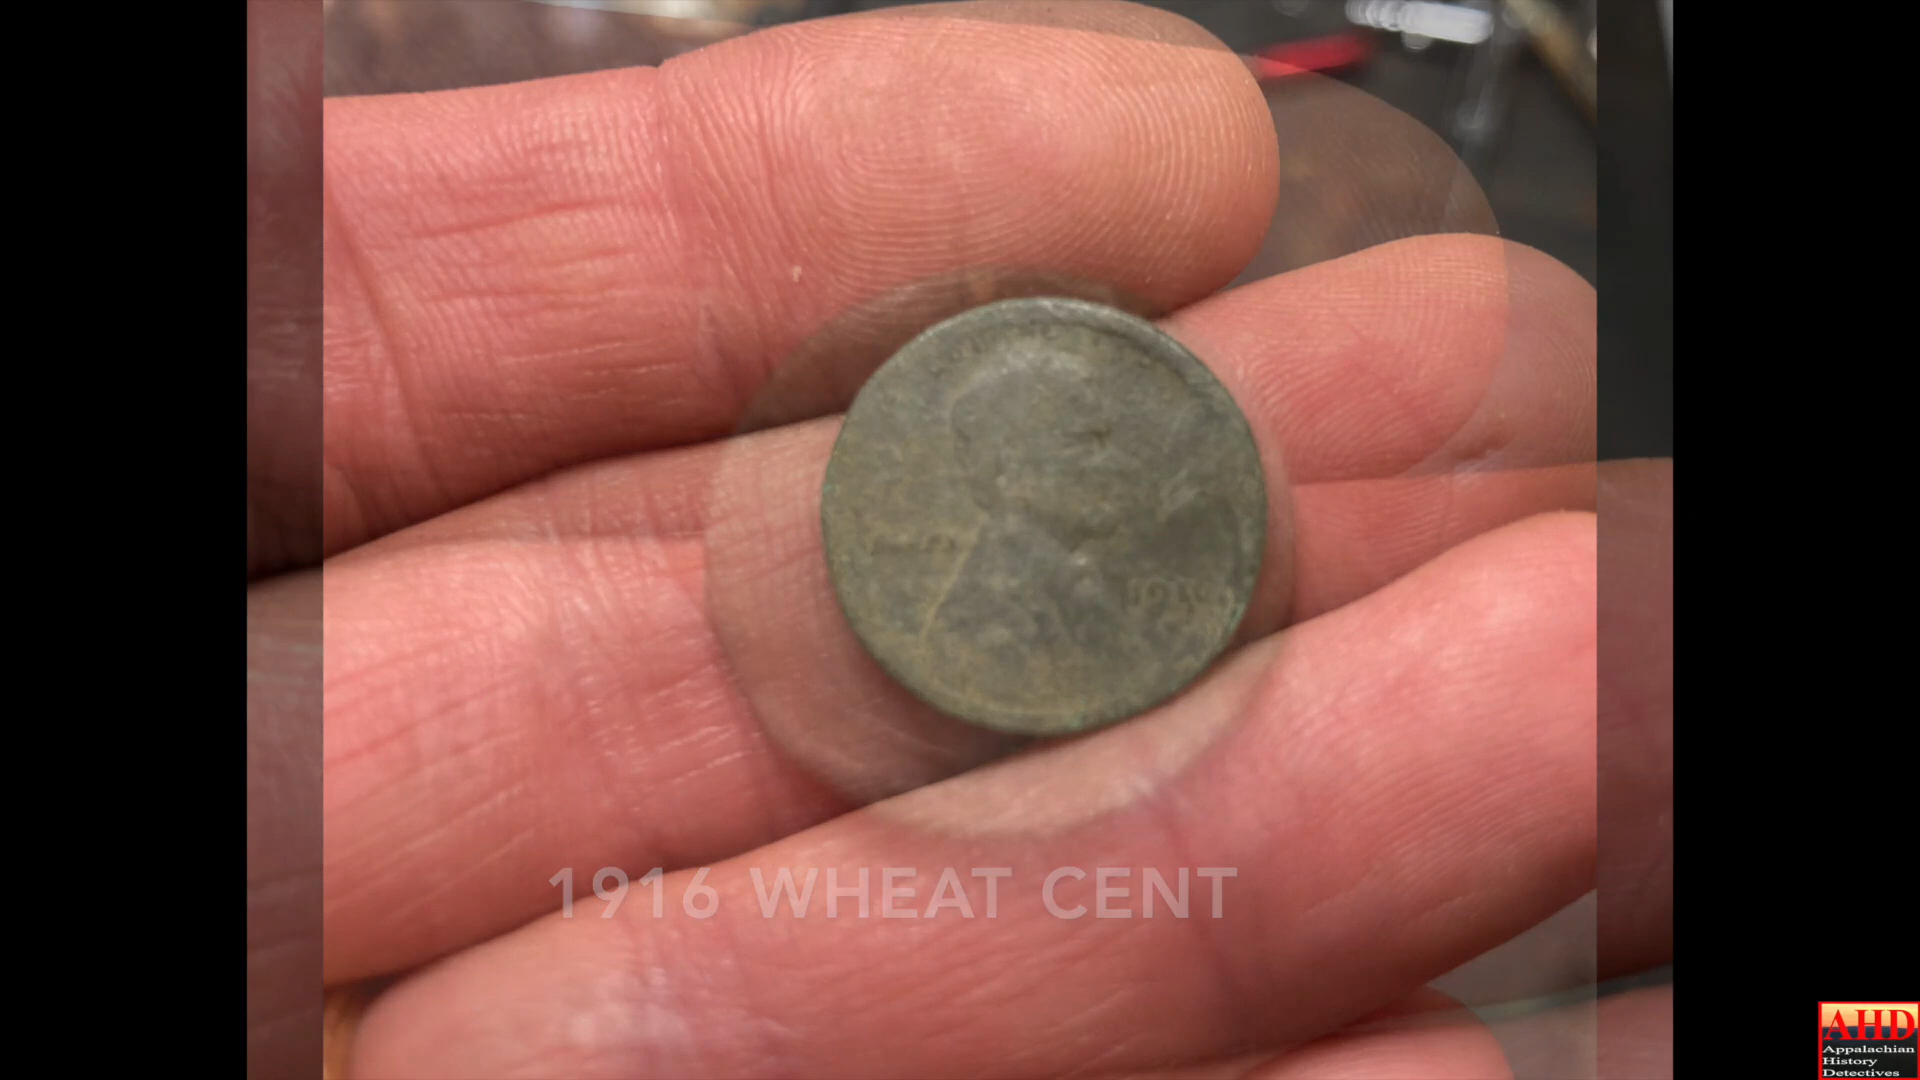 1916 WHEAT CENT
AHD
Appalachian
History
Detectives